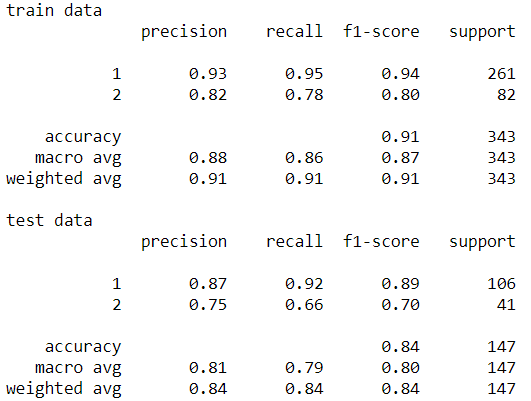 train data
precision recall f1-score support
1 0.93 0.95 0.94 261
2 0.82 0.78 0.80 82
accuracy 0.91 343
macro avg 0.88 0.86 0.87 343
weighted avg 0.91 0.91 0.91 343
test data
precision recall f1-score support
1 0.87 0.92 0.89 106
2 0.75 0.66 0.70 41
accuracy 0.84 147
macro avg 0.81 0.79 0.80 147
weighted avg 0.84 0.84 0.84 147